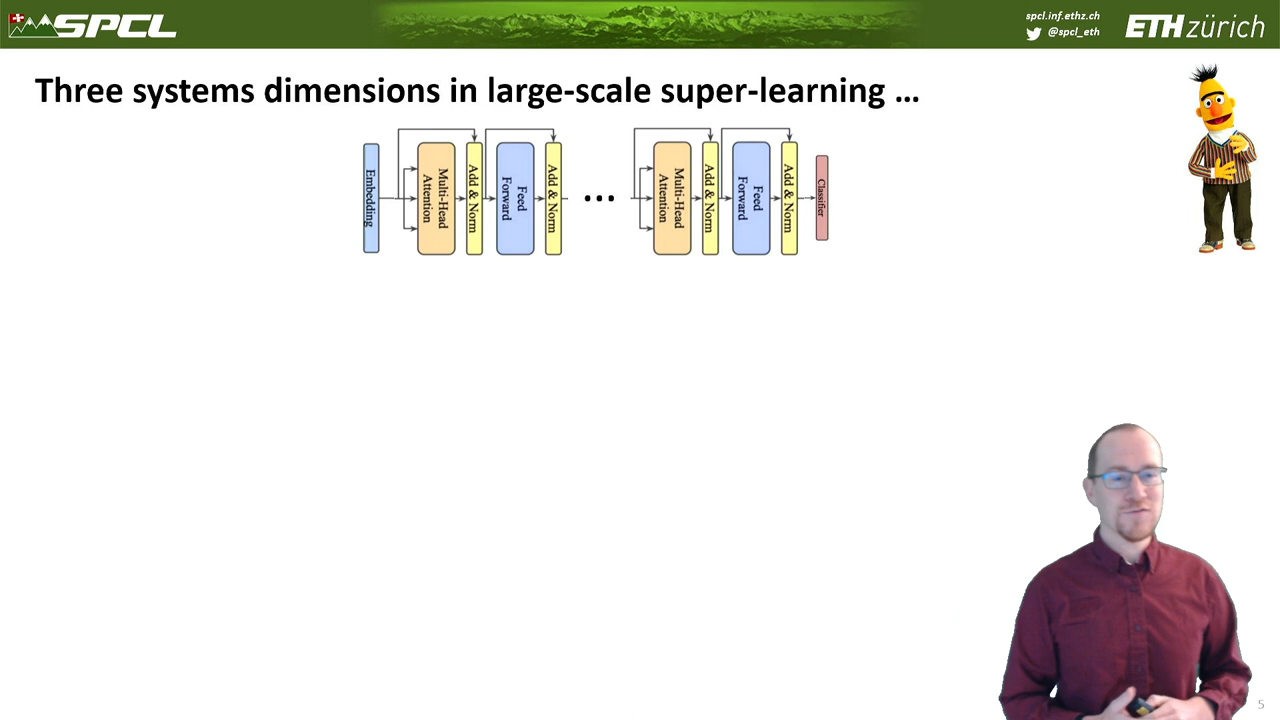 SPCL
spcl.inf.ethz.ch
@spcl_eth
ETH zürich
Three systems dimensions in large-scale super-learning ...
Embedding
Multi-Head
Attention
Add & Norm
Feed
Forward
Add & Norm
...
Multi-Head
Attention
Add & Norm
Feed
Forward
Add & Norm
Classifier
5